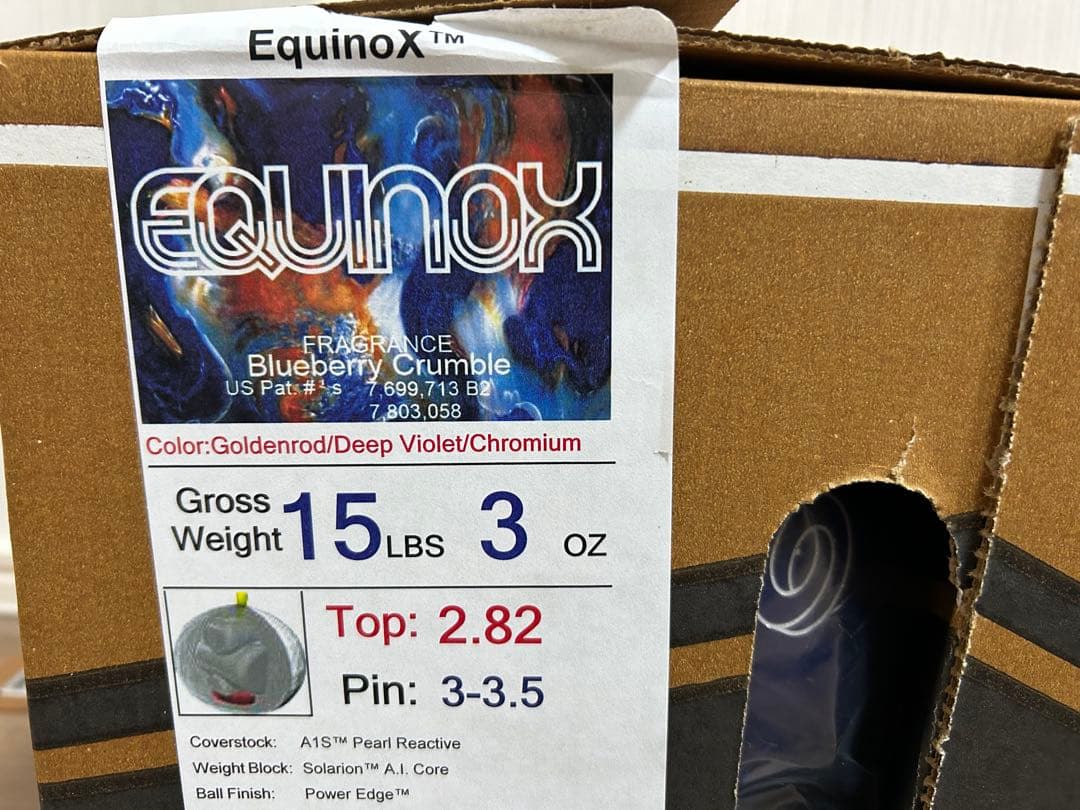 EquinoX™
EQUINOX
FRAGRANCE
Blueberry Crumble
US Pat. #'s 7,699,713 B2
7,803,058
Color:Goldenrod/Deep Violet/Chromium
Gross Weight 15 LBS 3 OZ
Top: 2.82
Pin: 3-3.5
Coverstock: A1S™ Pearl Reactive
Weight Block: Solarion™ A.I. Core
Ball Finish: Power Edge™